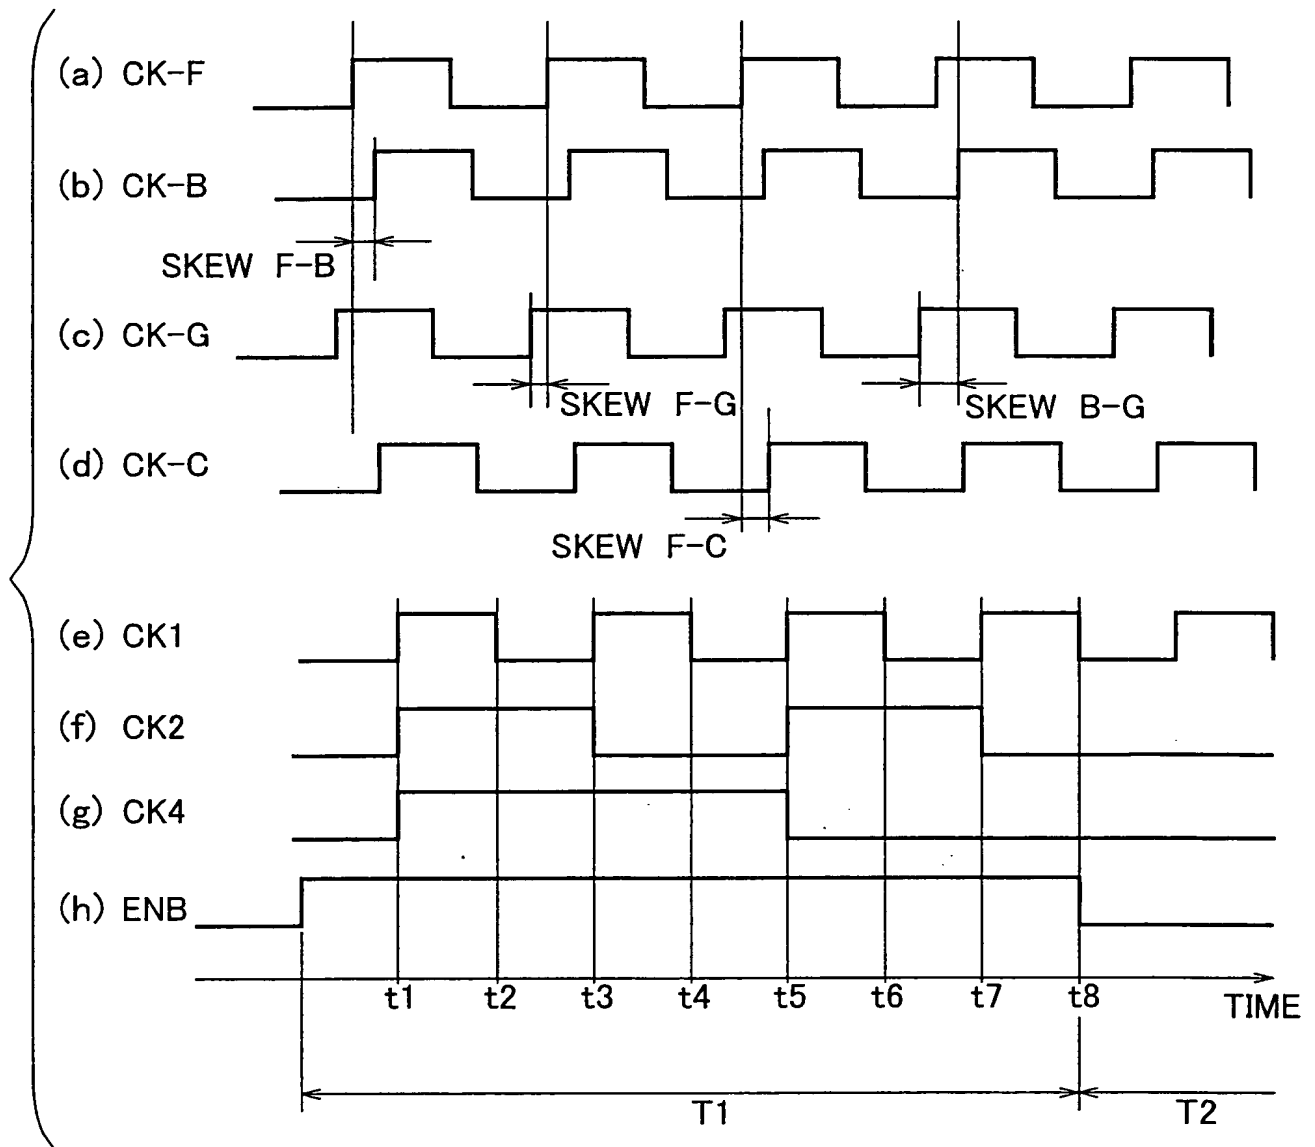 (a) CK-F
(b) CK-B
SKEW F-B
(c) CK-G
SKEW F-G
SKEW B-G
(d) CK-C
SKEW F-C
(e) CK1
(f) CK2
(g) CK4
(h) ENB
t1 t2 t3 t4 t5 t6 t7 t8 TIME
T1 T2